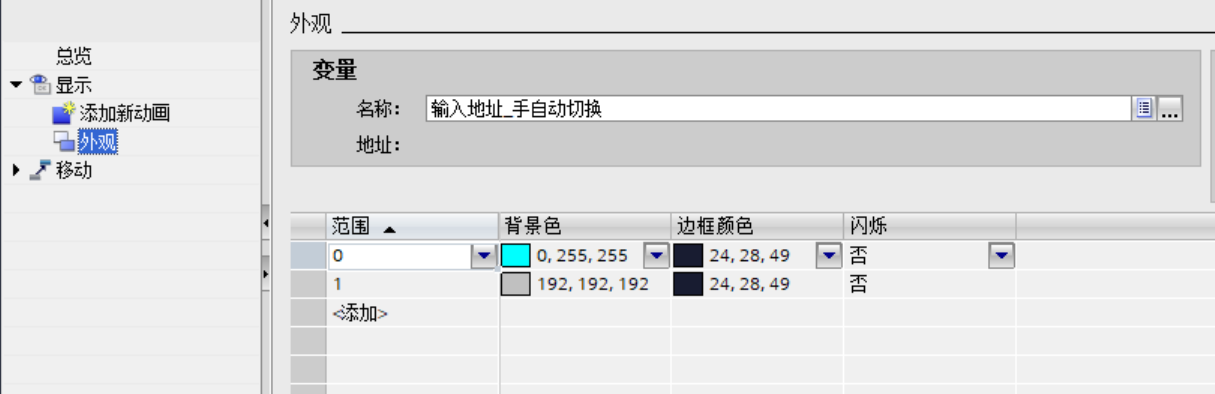 外观
总览
变量
显示
名称： 输入地址_手自动切换
添加新动画
外观
地址：
移动
范围 背景色 边框颜色 闪烁
0 0, 255, 255 24, 28, 49 否
1 192, 192, 192 24, 28, 49 否
<添加>